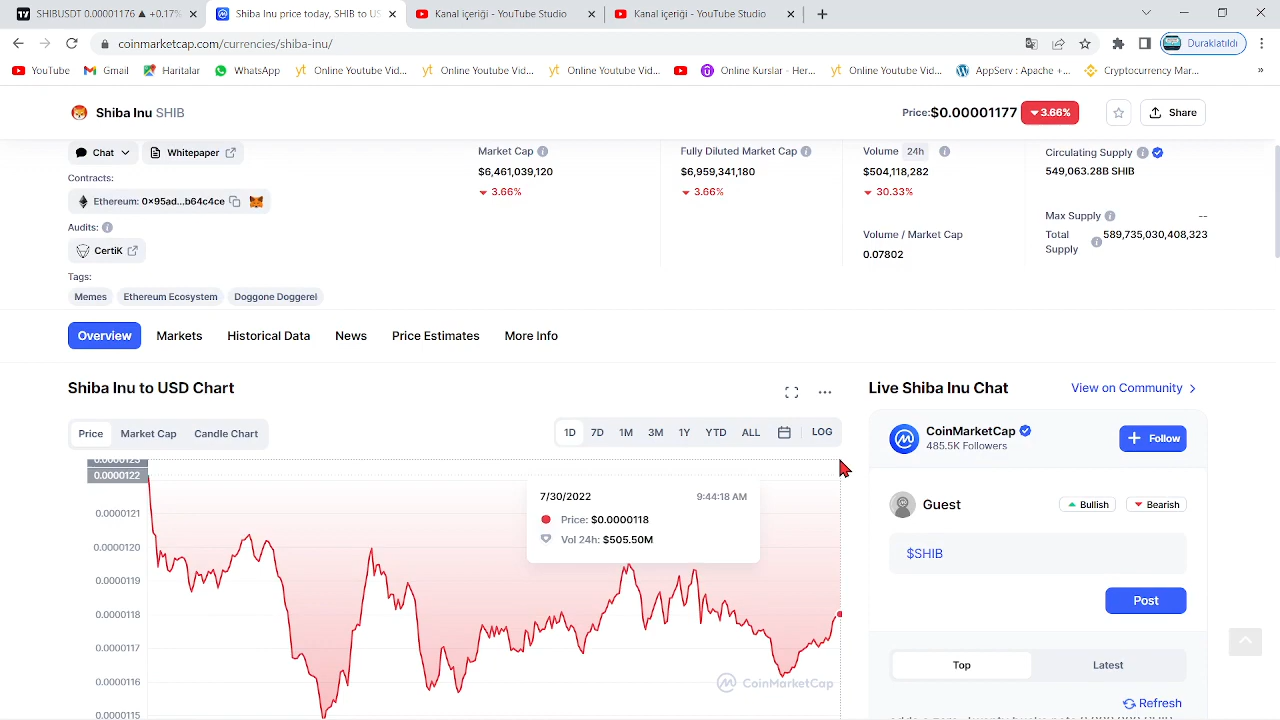 SHIBUSDT 0.00001176 ▲ +0.17%
Shiba Inu price today, SHIB to US
Kanal içeriği - YouTube Studio
Kanal içeriği - YouTube Studio
coinmarketcap.com/currencies/shiba-inu/
Duraklatıldı
YouTube
Gmail
Haritalar
WhatsApp
yt Online Youtube Vid...
yt Online Youtube Vid...
yt Online Youtube Vid...
Online Kurslar - Her...
yt Online Youtube Vid...
AppServ : Apache +...
Cryptocurrency Mar...
»
Shiba Inu SHIB
Price:$0.00001177
3.66%
Share
Chat
Whitepaper
Contracts:
Ethereum: 0x95ad...b64c4ce
Audits:
CertiK
Tags:
Memes
Ethereum Ecosystem
Doggone Doggerel
Market Cap
$6,461,039,120
3.66%
Fully Diluted Market Cap
$6,959,341,180
3.66%
Volume 24h
$504,118,282
30.33%
Volume / Market Cap
0.07802
Circulating Supply
549,063.28B SHIB
Max Supply
--
Total Supply
589,735,030,408,323
Overview
Markets
Historical Data
News
Price Estimates
More Info
Shiba Inu to USD Chart
Price
Market Cap
Candle Chart
1D
7D
1M
3M
1Y
YTD
ALL
LOG
0.0000123
0.0000122
0.0000121
0.0000120
0.0000119
0.0000118
0.0000117
0.0000116
0.0000115
7/30/2022
9:44:18 AM
Price: $0.0000118
Vol 24h: $505.50M
CoinMarketCap
Live Shiba Inu Chat
View on Community
CoinMarketCap
485.5K Followers
Follow
Guest
Bullish
Bearish
$SHIB
Post
Top
Latest
Refresh